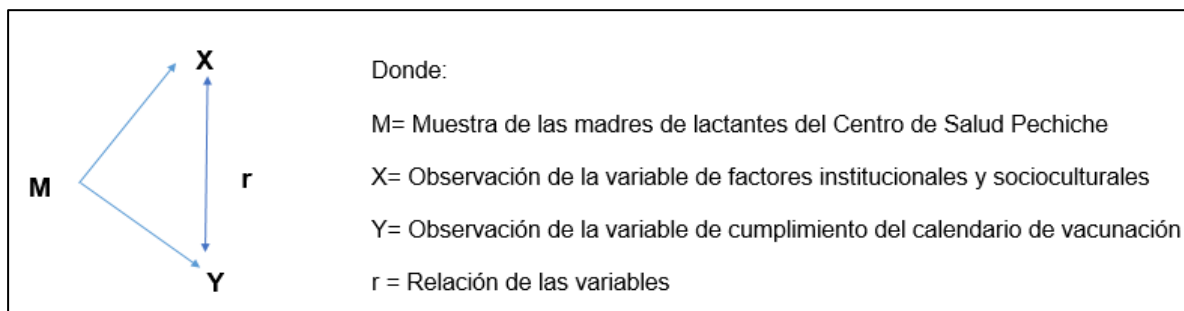 X
M
r
Y
Donde:
M= Muestra de las madres de lactantes del Centro de Salud Pechiche
X= Observación de la variable de factores institucionales y socioculturales
Y= Observación de la variable de cumplimiento del calendario de vacunación
r = Relación de las variables